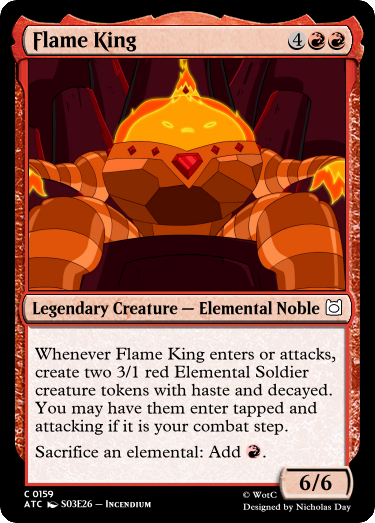 Flame King 4
Legendary Creature — Elemental Noble
Whenever Flame King enters or attacks,
create two 3/1 red Elemental Soldier
creature tokens with haste and decayed.
You may have them enter tapped and
attacking if it is your combat step.
Sacrifice an elemental: Add .
6/6
C 0159
ATC S03E26 – Incendium
© WotC
Designed by Nicholas Day